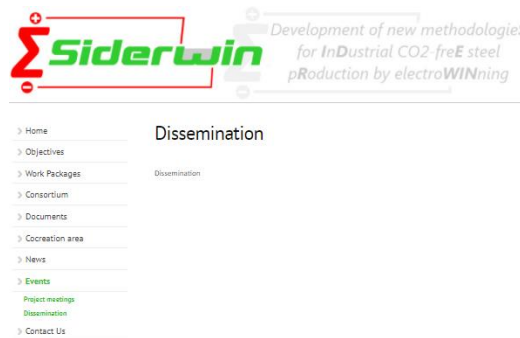 Siderwin
Development of new methodologies
for InDustrial CO2-freE steel
pRoduction by electroWINning
Home
Objectives
Work Packages
Consortium
Documents
Cocreation area
News
Events
Project meetings
Dissemination
Contact Us
Dissemination
Dissemination